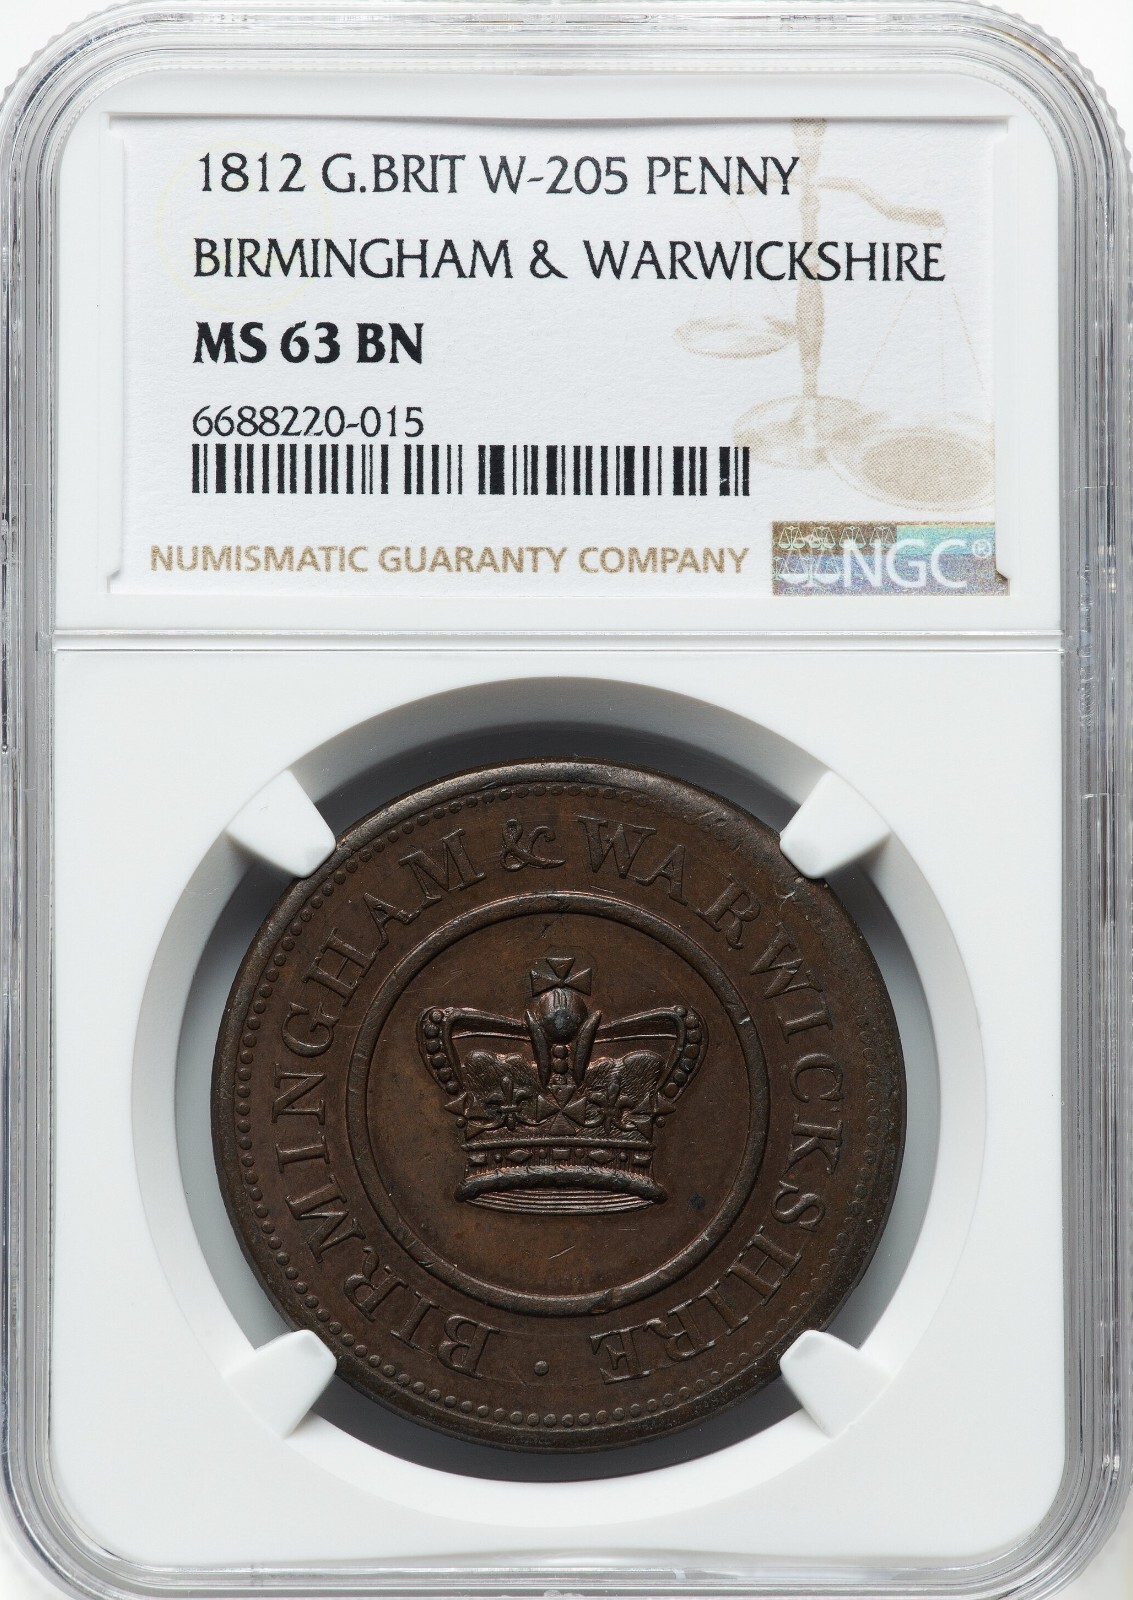 1812 G.BRIT W-205 PENNY
BIRMINGHAM & WARWICKSHIRE
MS 63 BN
6688220-015
NUMISMATIC GUARANTY COMPANY
NGC®
BIRMINGHAM & WARWICKSHIRE ·